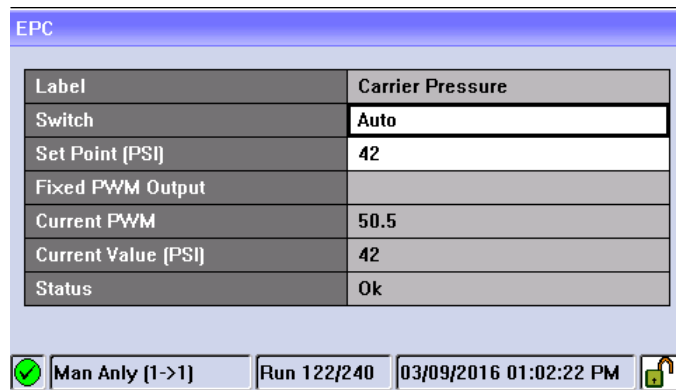 EPC
Label Carrier Pressure
Switch Auto
Set Point (PSI) 42
Fixed PWM Output
Current PWM 50.5
Current Value (PSI) 42
Status Ok
Man Anly (1->1) Run 122/240 03/09/2016 01:02:22 PM